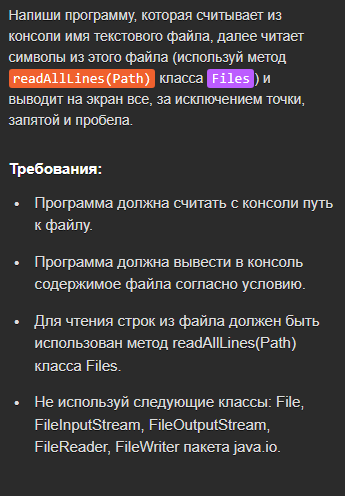 Напиши программу, которая считывает из
консоли имя текстового файла, далее читает
символы из этого файла (используй метод
readAllLines(Path) класса Files) и
выводит на экран все, за исключением точки,
запятой и пробела.
Требования:
• Программа должна считать с консоли путь
к файлу.
• Программа должна вывести в консоль
содержимое файла согласно условию.
• Для чтения строк из файла должен быть
использован метод readAllLines(Path)
класса Files.
• Не используй следующие классы: File,
FileInputStream, FileOutputStream,
FileReader, FileWriter пакета java.io.